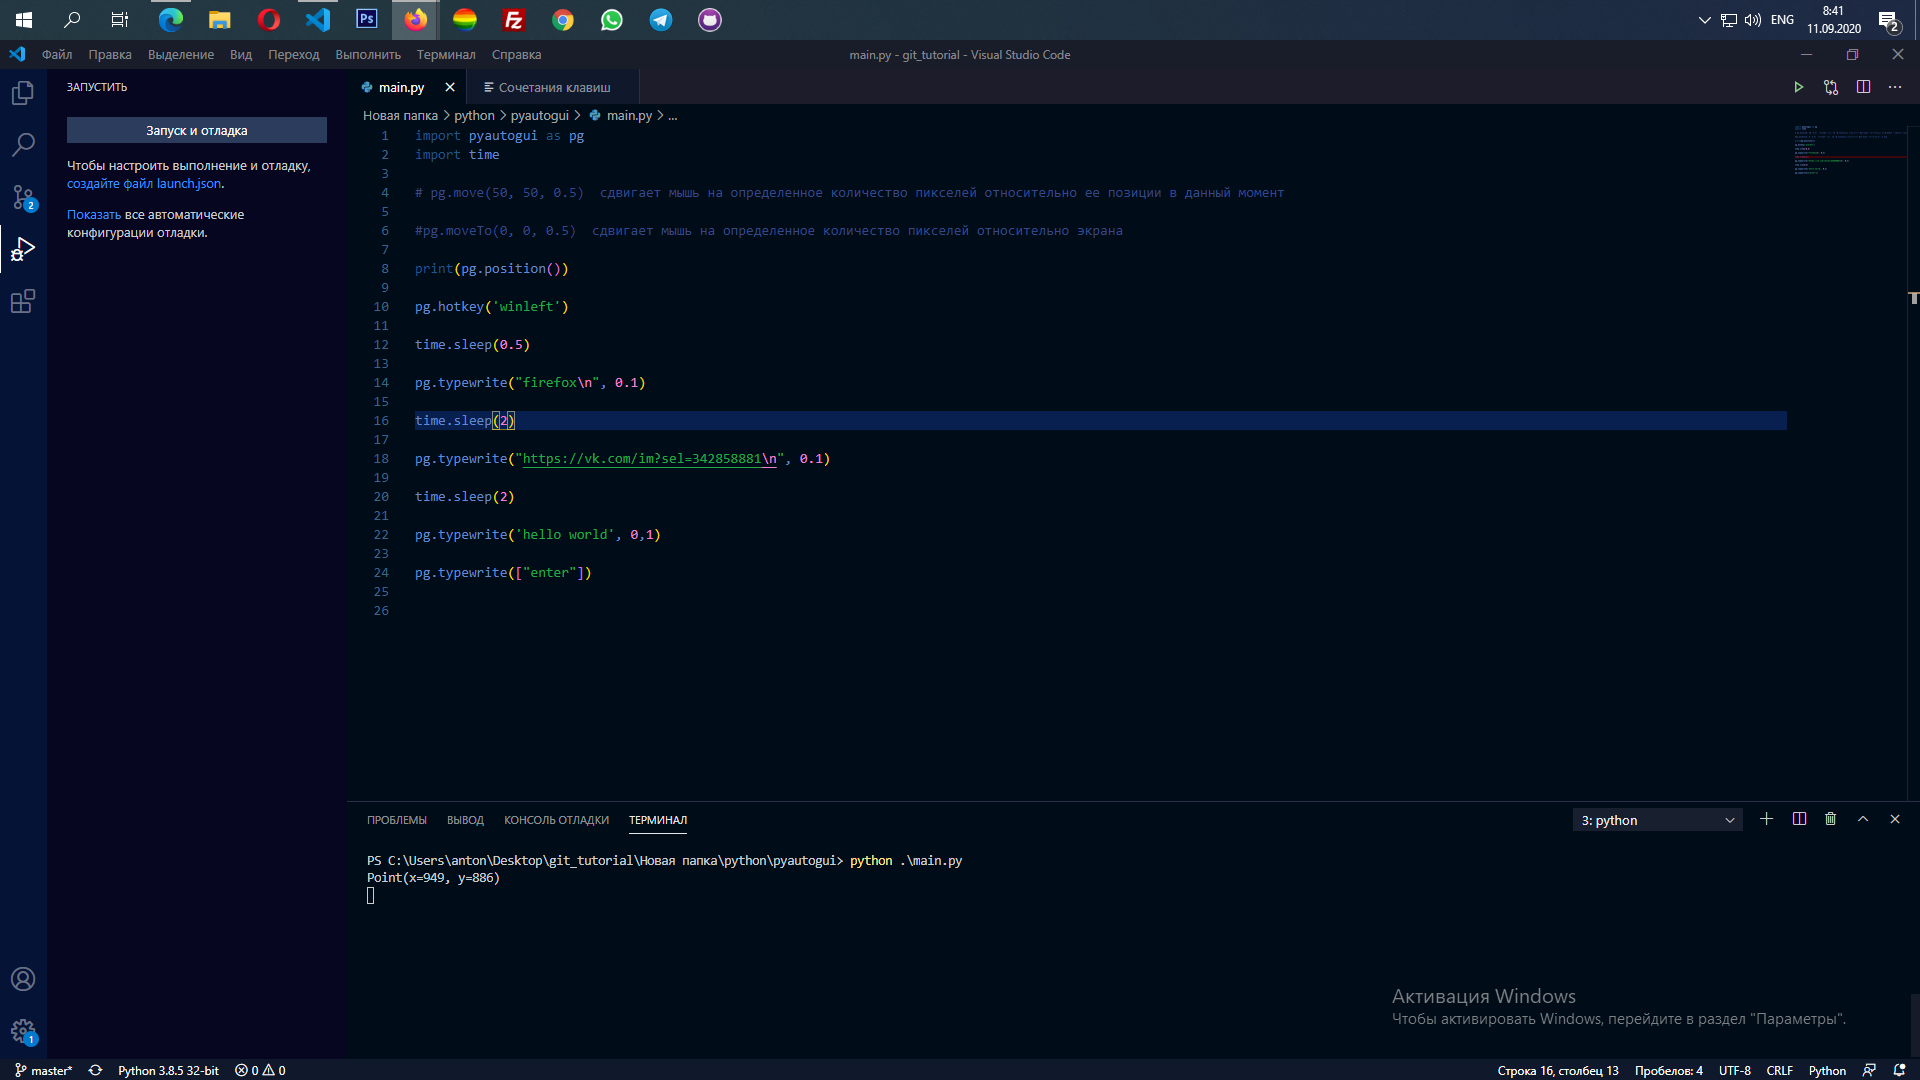 Ps
Fz
ENG
8:41
11.09.2020
2
Файл Правка Выделение Вид Переход Выполнить Терминал Справка
main.py - git_tutorial - Visual Studio Code
ЗАПУСТИТЬ
main.py
Сочетания клавиш
Запуск и отладка
Чтобы настроить выполнение и отладку,
создайте файл launch.json.
Показать все автоматические
конфигурации отладки.
2
1
Новая папка > python > pyautogui > main.py > ...
1 import pyautogui as pg
2 import time
3
4 # pg.move(50, 50, 0.5)  сдвигает мышь на определенное количество пикселей относительно ее позиции в данный момент
5
6 #pg.moveTo(0, 0, 0.5)  сдвигает мышь на определенное количество пикселей относительно экрана
7
8 print(pg.position())
9
10 pg.hotkey('winleft')
11
12 time.sleep(0.5)
13
14 pg.typewrite("firefox\n", 0.1)
15
16 time.sleep(2)
17
18 pg.typewrite("https://vk.com/im?sel=342858881\n", 0.1)
19
20 time.sleep(2)
21
22 pg.typewrite('hello world', 0,1)
23
24 pg.typewrite(["enter"])
25
26
ПРОБЛЕМЫ ВЫВОД КОНСОЛЬ ОТЛАДКИ ТЕРМИНАЛ
3: python
PS C:\Users\anton\Desktop\git_tutorial\Новая папка\python\pyautogui> python .\main.py
Point(x=949, y=886)
Активация Windows
Чтобы активировать Windows, перейдите в раздел "Параметры".
master* Python 3.8.5 32-bit 0 0
Строка 16, столбец 13 Пробелов: 4 UTF-8 CRLF Python